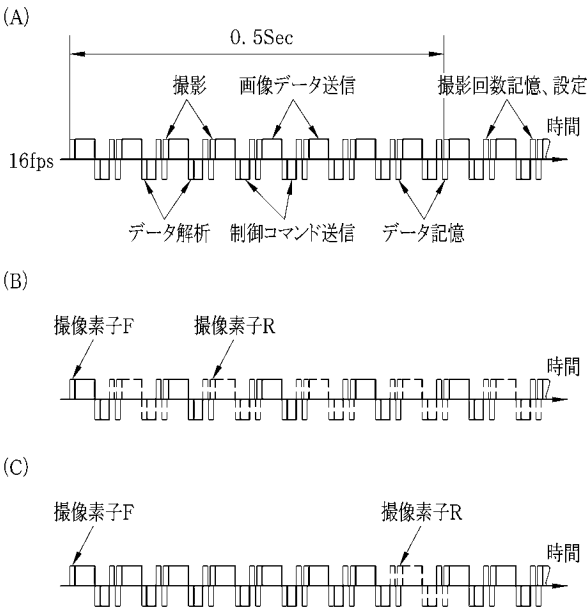 (A)
0.5Sec
撮影 画像データ送信 撮影回数記憶、設定
時間
16fps
データ解析 制御コマンド送信 データ記憶
(B)
撮像素子F 撮像素子R
時間
(C)
撮像素子F 撮像素子R
時間